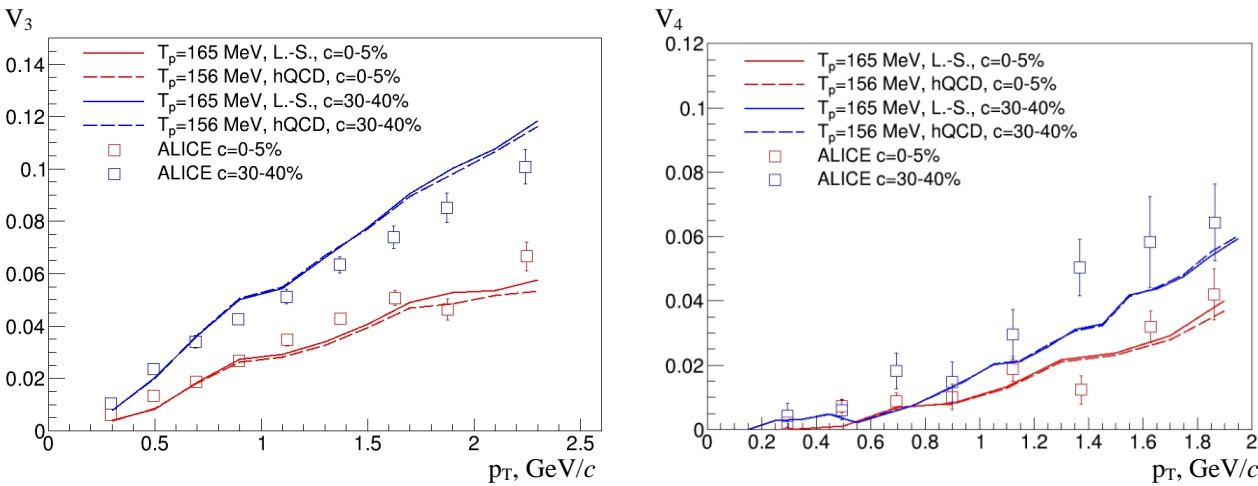 V3
0.14
0.12
0.1
0.08
0.06
0.04
0.02
0
Tp=165 MeV, L.-S., c=0-5%
Tp=156 MeV, hQCD, c=0-5%
Tp=165 MeV, L.-S., c=30-40%
Tp=156 MeV, hQCD, c=30-40%
ALICE c=0-5%
ALICE c=30-40%
0 0.5 1 1.5 2 2.5
pT, GeV/c
V4
0.12
0.1
0.08
0.06
0.04
0.02
0
Tp=165 MeV, L.-S., c=0-5%
Tp=156 MeV, hQCD, c=0-5%
Tp=165 MeV, L.-S., c=30-40%
Tp=156 MeV, hQCD, c=30-40%
ALICE c=0-5%
ALICE c=30-40%
0 0.2 0.4 0.6 0.8 1 1.2 1.4 1.6 1.8 2
pT, GeV/c